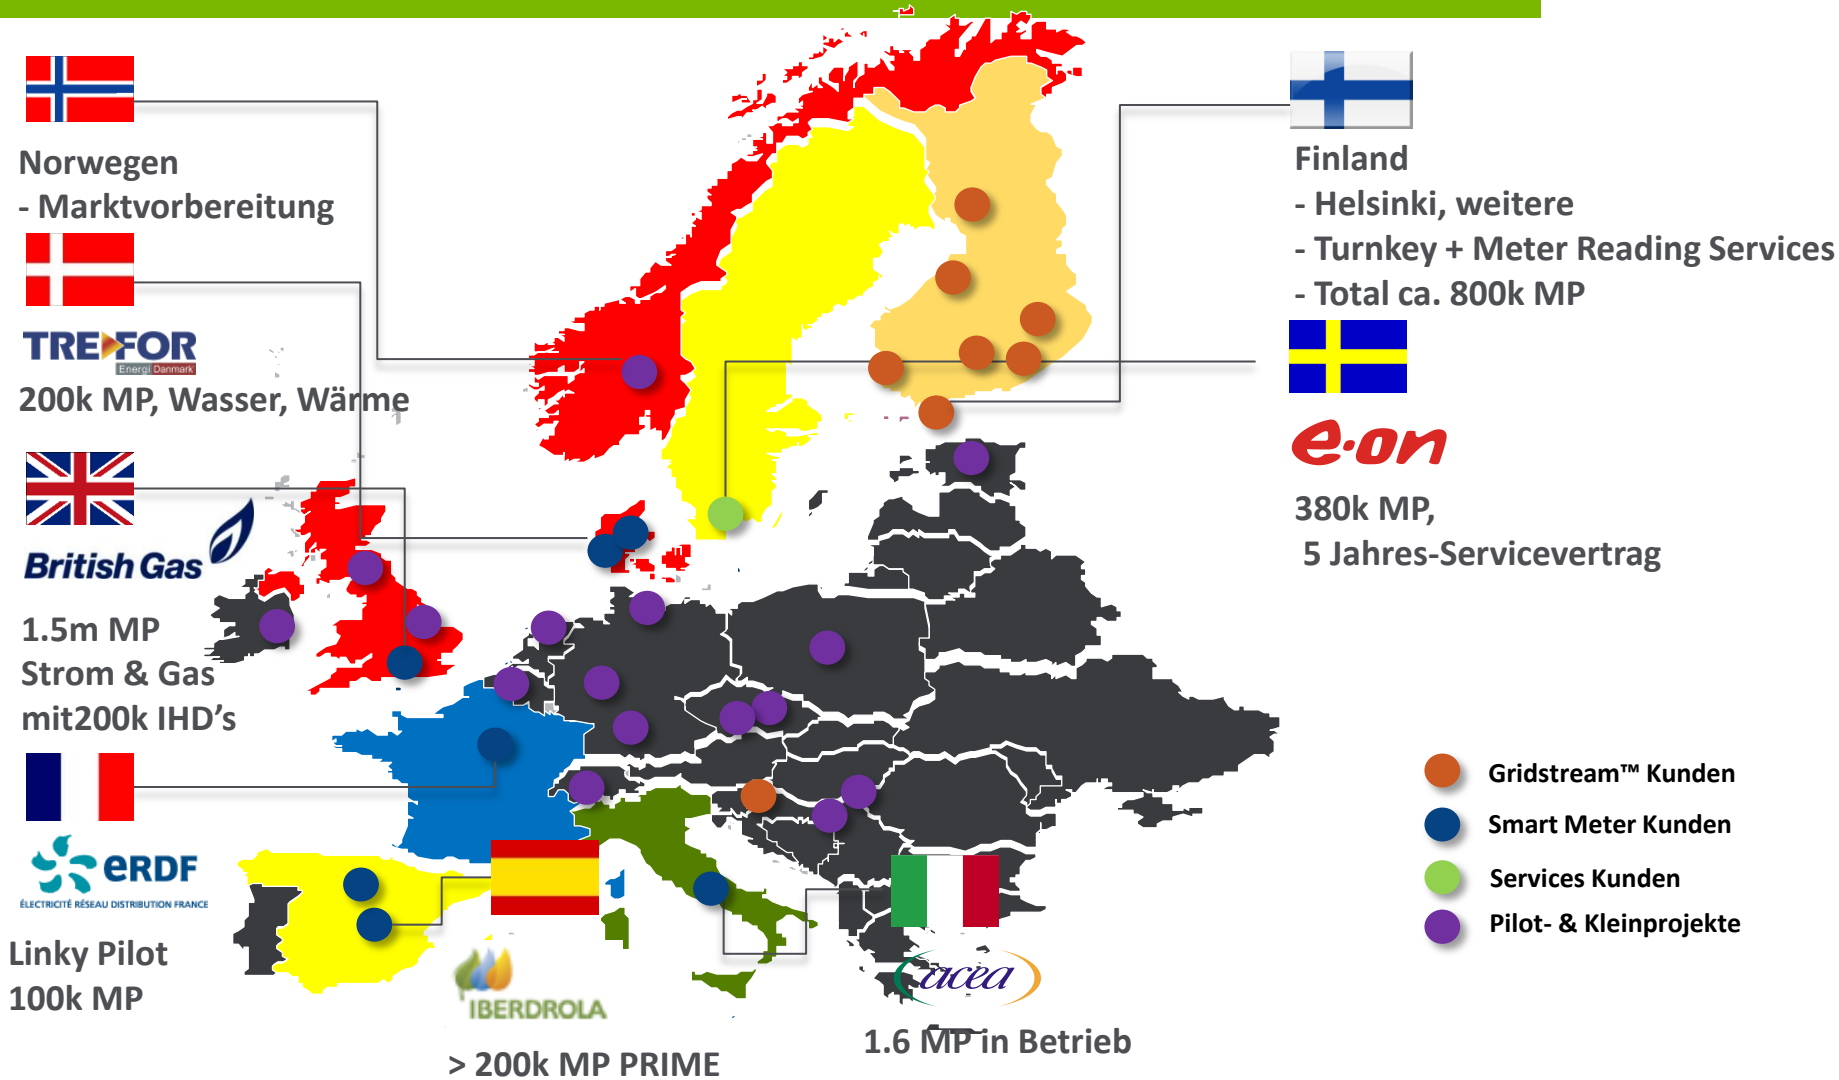 Norwegen
- Marktvorbereitung
TREFOR
Energi Danmark
200k MP, Wasser, Wärme
British Gas
1.5m MP
Strom & Gas
mit200k IHD's
eRDF
ÉLECTRICITÉ RÉSEAU DISTRIBUTION FRANCE
Linky Pilot
100k MP
IBERDROLA
> 200k MP PRIME
acea
1.6 MP in Betrieb
Finland
- Helsinki, weitere
- Turnkey + Meter Reading Services
- Total ca. 800k MP
e·on
380k MP,
5 Jahres-Servicevertrag
Gridstream™ Kunden
Smart Meter Kunden
Services Kunden
Pilot- & Kleinprojekte